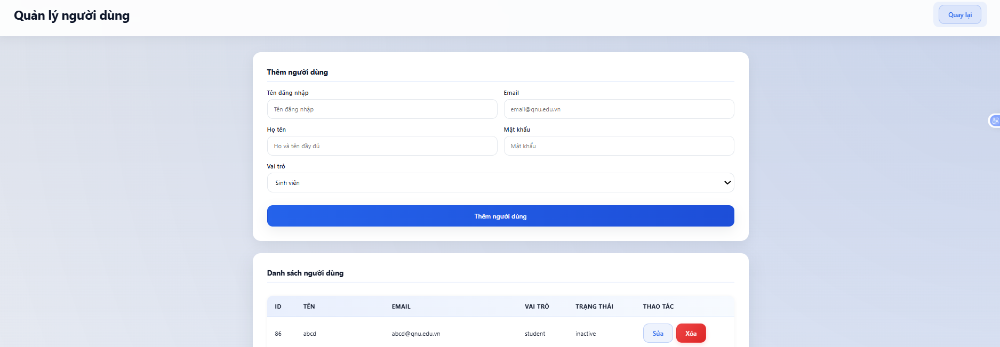 Quản lý người dùng
Quay lại
Thêm người dùng
Tên đăng nhập Email
Tên đăng nhập email@qnu.edu.vn
Họ tên Mật khẩu
Họ và tên đầy đủ Mật khẩu
Vai trò
Sinh viên
Thêm người dùng
Danh sách người dùng
ID TÊN EMAIL VAI TRÒ TRẠNG THÁI THAO TÁC
86 abcd abcd@qnu.edu.vn student inactive Sửa Xóa